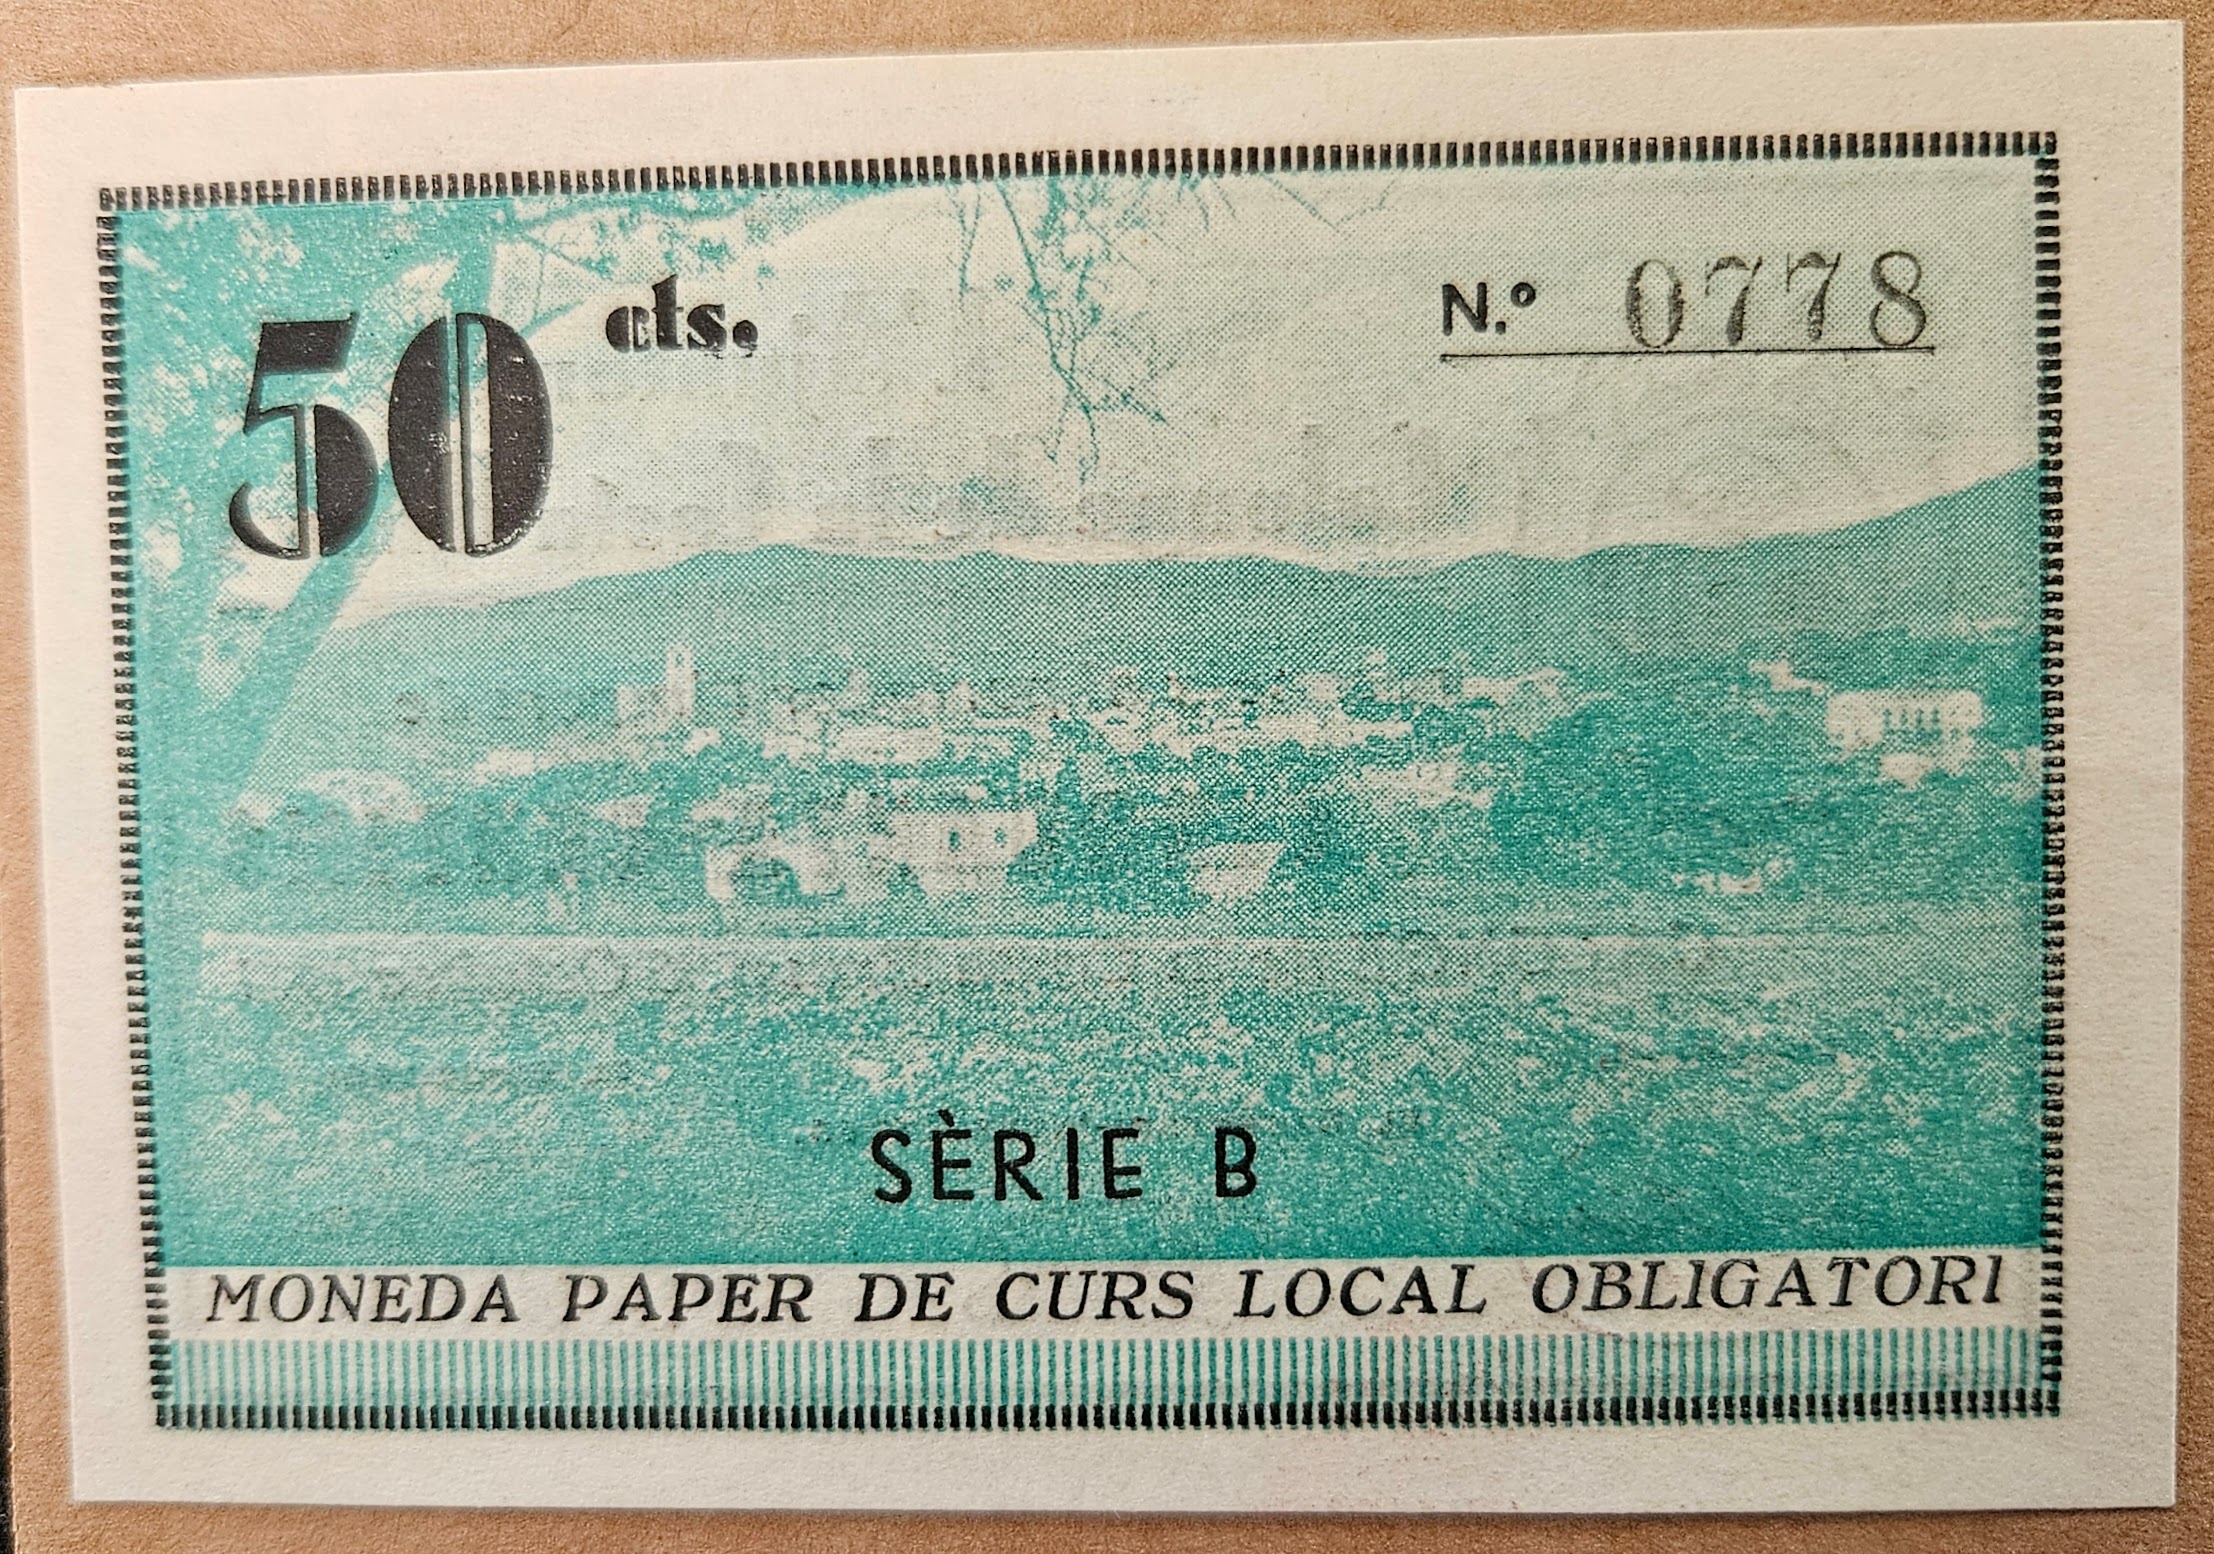 50 cts.
N.º 0778
SÈRIE B
MONEDA PAPER DE CURS LOCAL OBLIGATORI